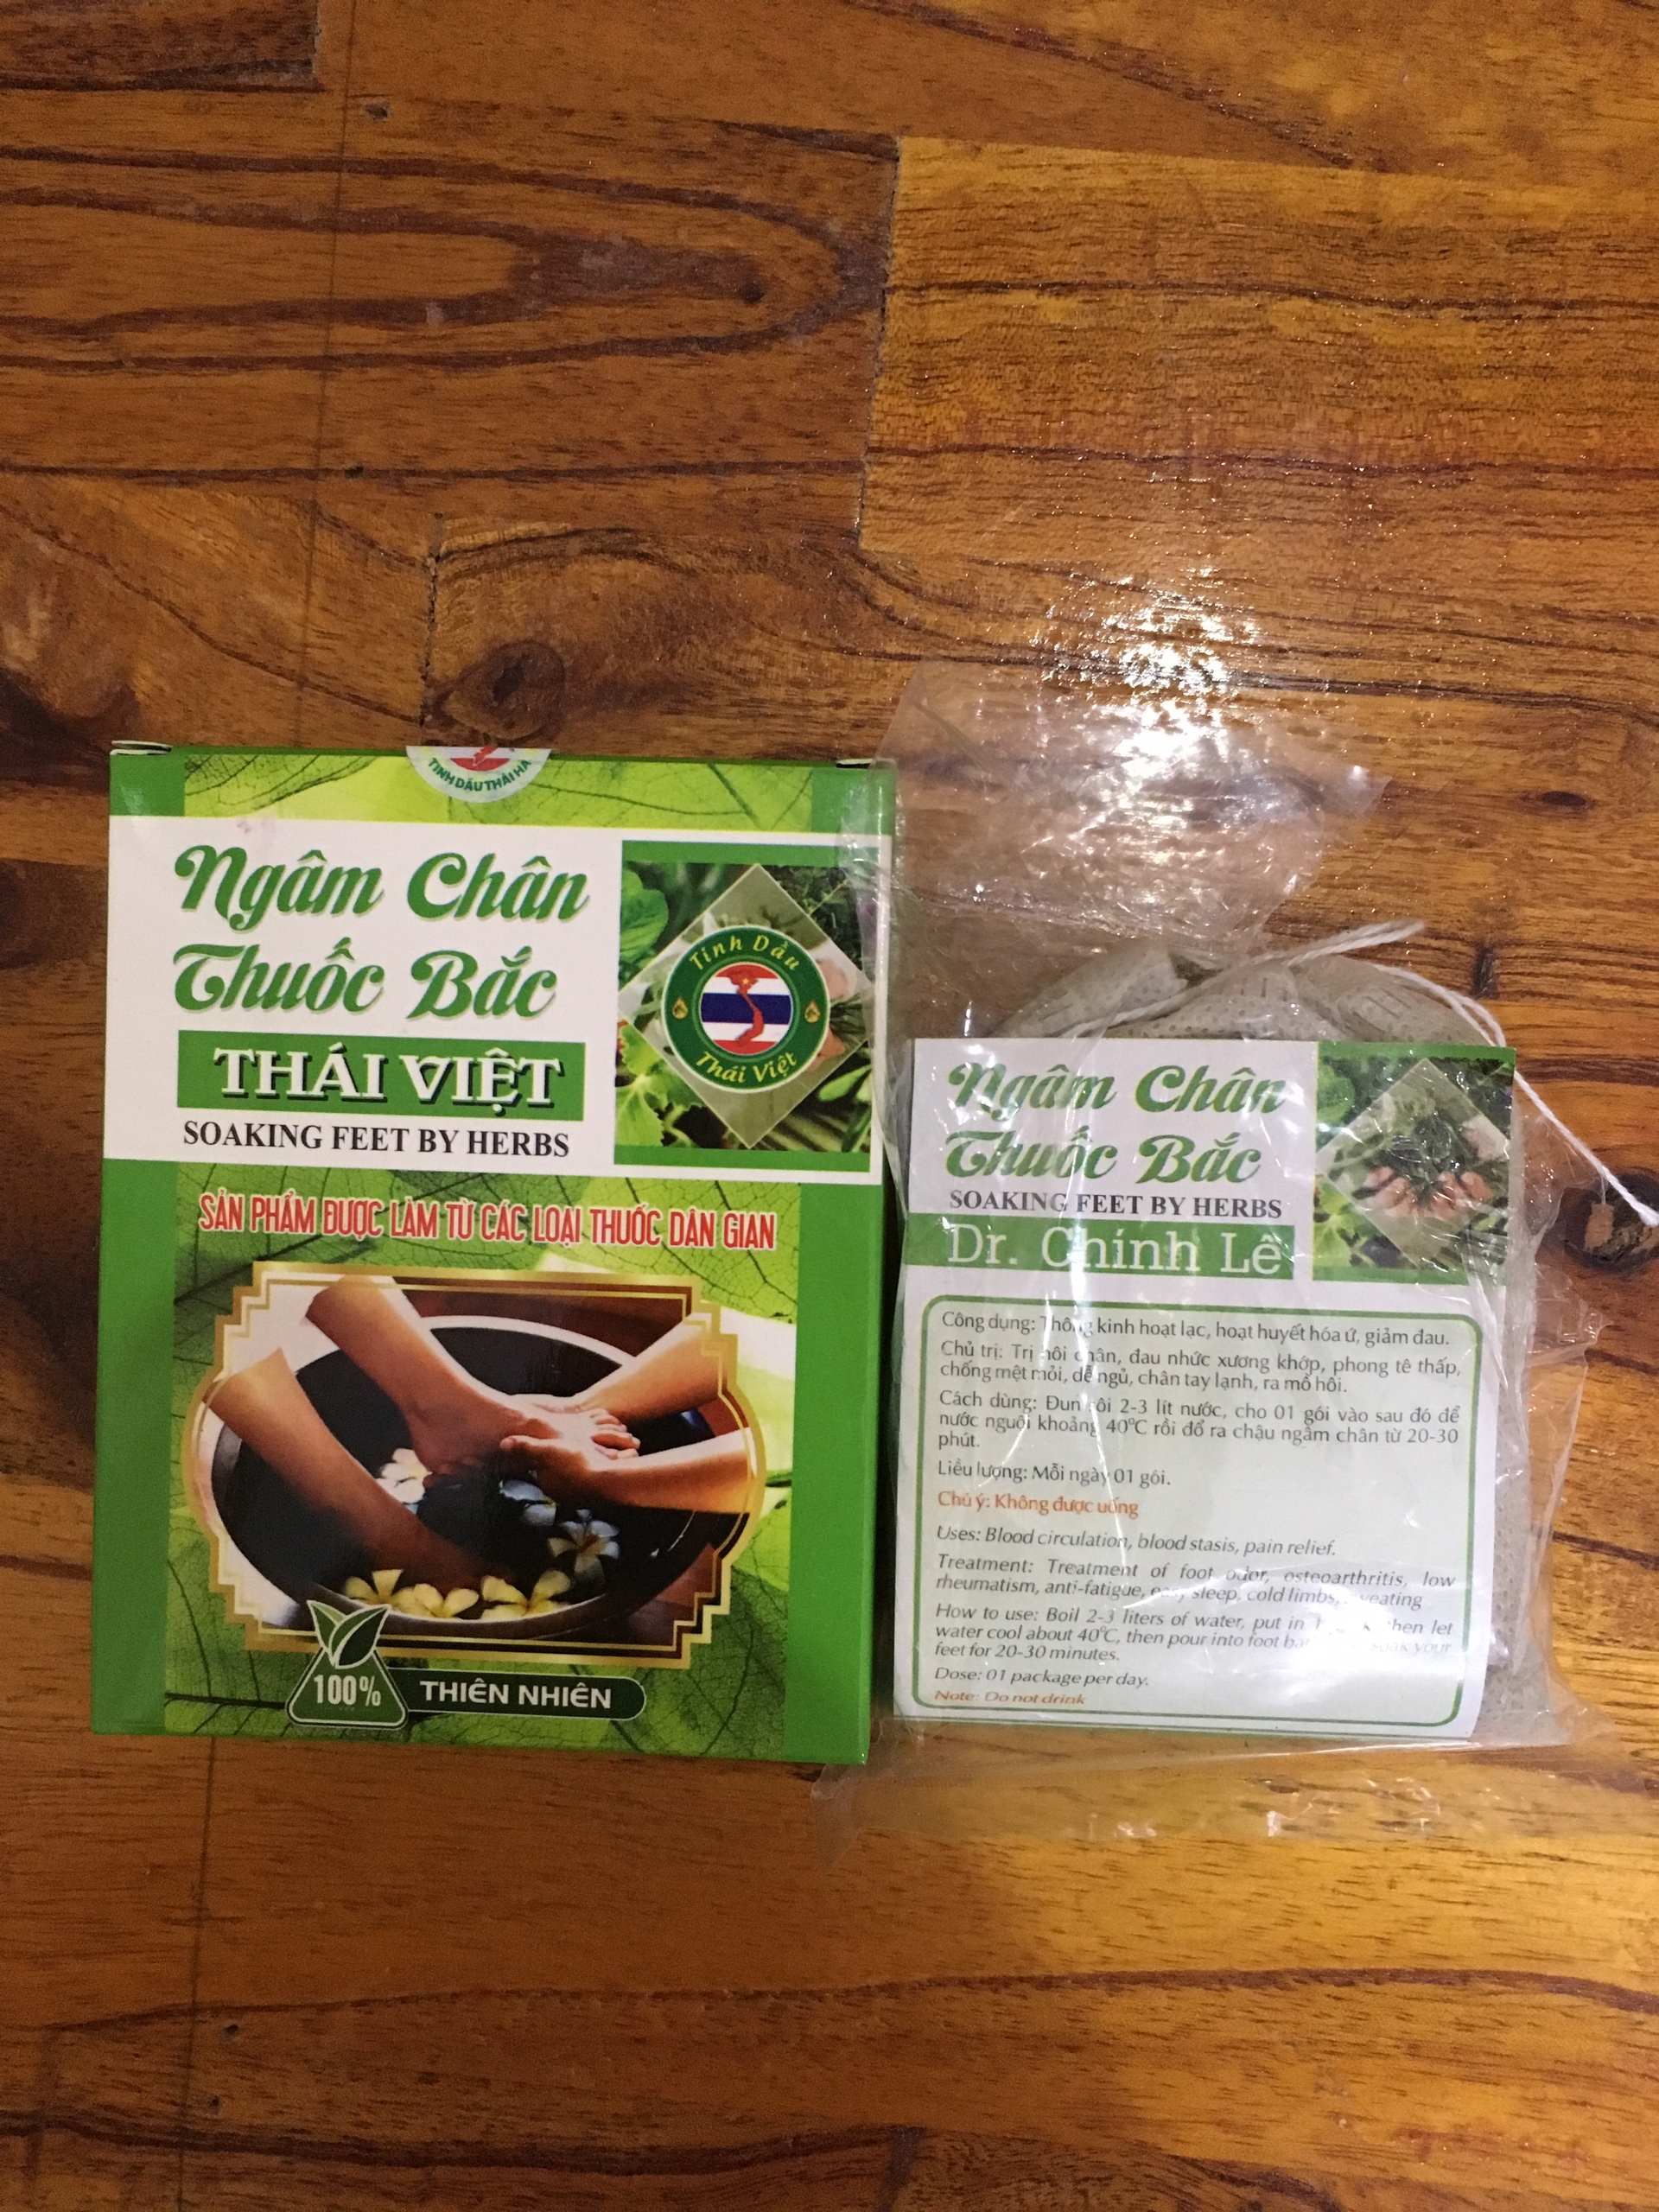 TINH DẦU THÁI HÀ
Ngâm Chân
Thuốc Bắc
THÁI VIỆT
SOAKING FEET BY HERBS
Tinh Dầu
Thái Việt
SẢN PHẨM ĐƯỢC LÀM TỪ CÁC LOẠI THUỐC DÂN GIAN
100%
THIÊN NHIÊN
Ngâm Chân
Thuốc Bắc
SOAKING FEET BY HERBS
Dr. Chính Lê
Công dụng: Thông kinh hoạt lạc, hoạt huyết hóa ứ, giảm đau.
Chủ trị: Trị hôi chân, đau nhức xương khớp, phong tê thấp,
chống mệt mỏi, dễ ngủ, chân tay lạnh, ra mồ hôi.
Cách dùng: Đun sôi 2-3 lít nước, cho 01 gói vào sau đó để
nước nguội khoảng 40°C rồi đổ ra chậu ngâm chân từ 20-30
phút.
Liều lượng: Mỗi ngày 01 gói.
Chú ý: Không được uống
Uses: Blood circulation, blood stasis, pain relief.
Treatment: Treatment of foot odor, osteoarthritis, low
rheumatism, anti-fatigue, easy sleep, cold limbs, sweating
How to use: Boil 2-3 liters of water, put in then let
water cool about 40°C, then pour into foot soak your
feet for 20-30 minutes.
Dose: 01 package per day.
Note: Do not drink